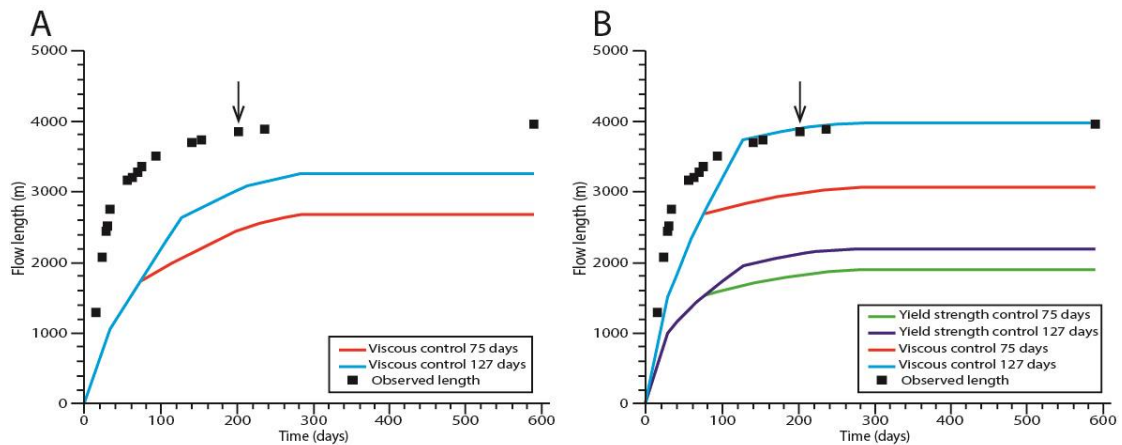 A
5000
4000
3000
2000
1000
0
Flow length (m)
0 100 200 300 400 500 600
Time (days)
Viscous control 75 days
Viscous control 127 days
Observed length
B
5000
4000
3000
2000
1000
0
Flow length (m)
0 100 200 300 400 500 600
Time (days)
Yield strength control 75 days
Yield strength control 127 days
Viscous control 75 days
Viscous control 127 days
Observed length